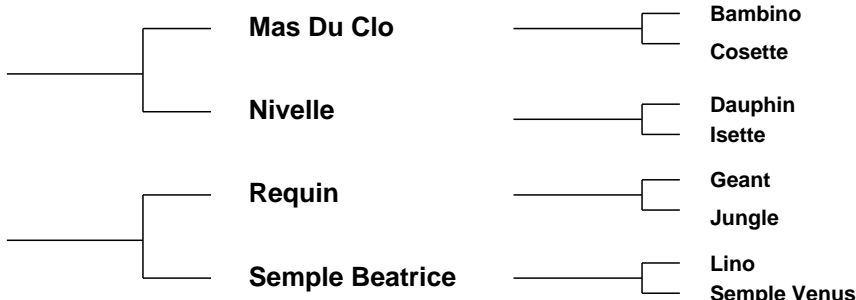 Mas Du Clo
Bambino
Cosette
Nivelle
Dauphin
Isette
Requin
Geant
Jungle
Semple Beatrice
Lino
Semple Venus